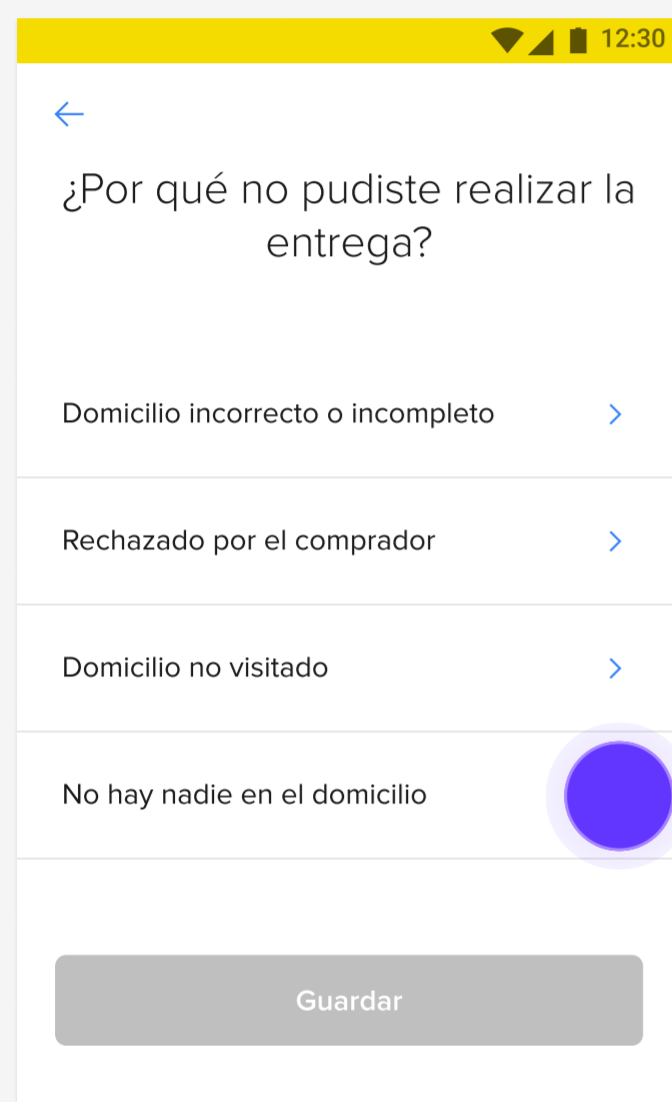 12:30
¿Por qué no pudiste realizar la
entrega?
Domicilio incorrecto o incompleto
Rechazado por el comprador
Domicilio no visitado
No hay nadie en el domicilio
Guardar